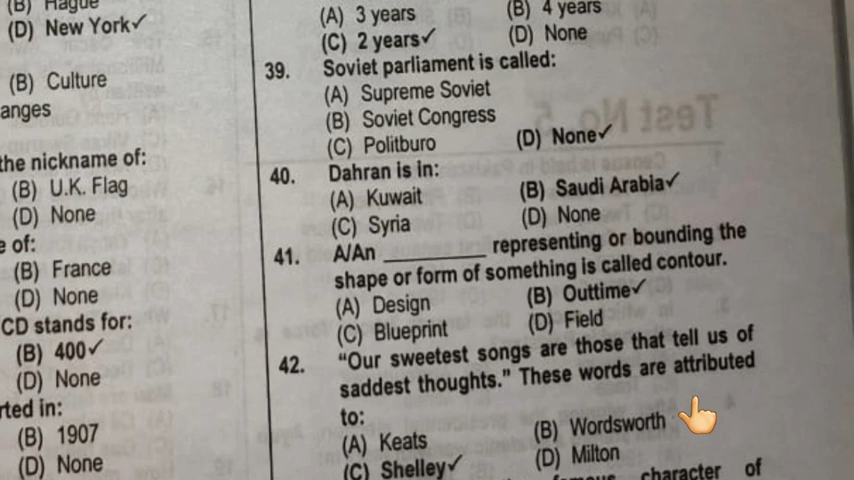 (B) Hague
(D) New York✓
(B) Culture
anges
the nickname of:
(B) U.K. Flag
(D) None
e of:
(B) France
(D) None
CD stands for:
(B) 400✓
(D) None
rted in:
(B) 1907
(D) None
(A) 3 years (B) 4 years
(C) 2 years✓ (D) None
39. Soviet parliament is called:
(A) Supreme Soviet
(B) Soviet Congress
(C) Politburo (D) None✓
40. Dahran is in:
(A) Kuwait (B) Saudi Arabia✓
(C) Syria (D) None
41. A/An __________ representing or bounding the
shape or form of something is called contour.
(A) Design (B) Outtime✓
(C) Blueprint (D) Field
42. “Our sweetest songs are those that tell us of
saddest thoughts.” These words are attributed
to:
(A) Keats (B) Wordsworth
(C) Shelley✓ (D) Milton
famous character of